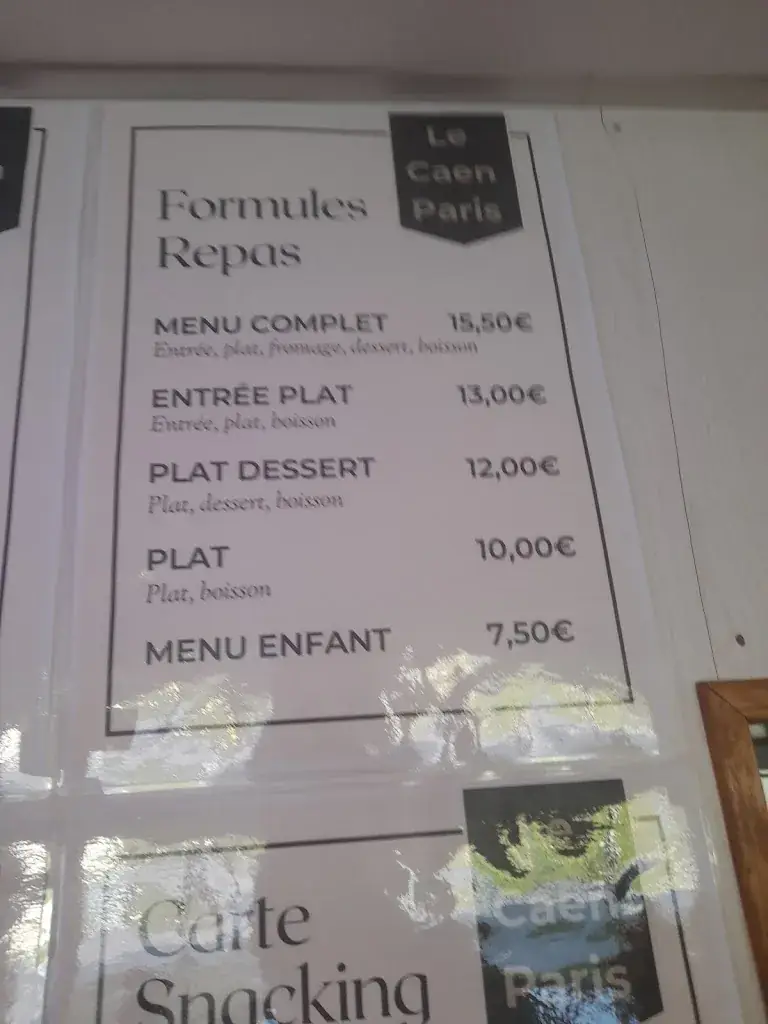 Le
Caen
Paris
Formules
Repas
MENU COMPLET 15,50€
Entrée, plat, fromage, dessert, boisson
ENTRÉE PLAT 13,00€
Entrée, plat, boisson
PLAT DESSERT 12,00€
Plat, dessert, boisson
PLAT 10,00€
Plat, boisson
MENU ENFANT 7,50€
Le
Caen
Paris
Carte
Snacking